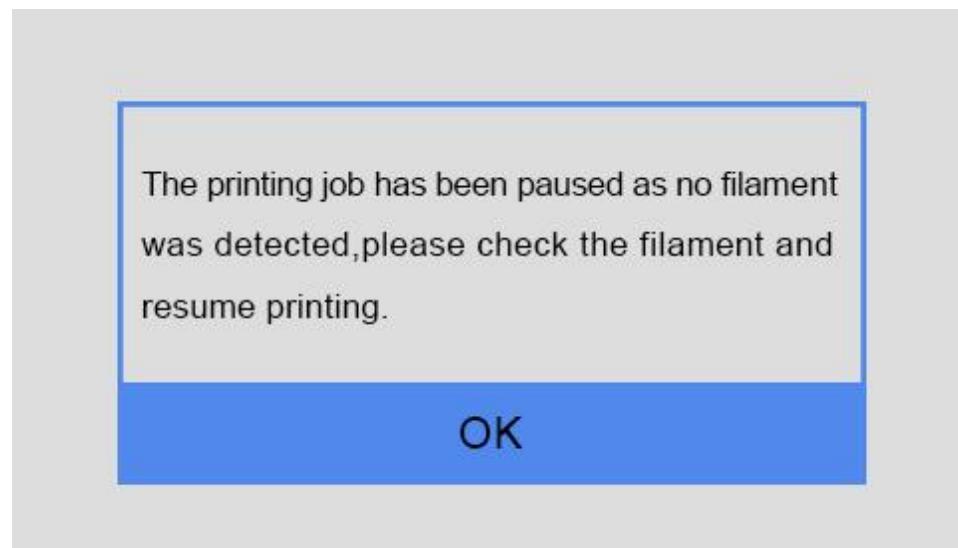 The printing job has been paused as no filament
was detected,please check the filament and
resume printing.
OK